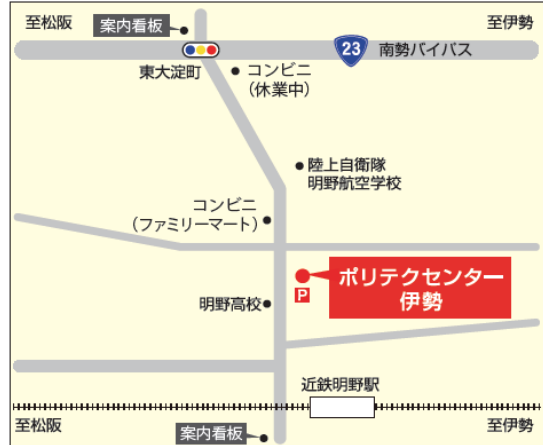 至松阪
案内看板
至伊勢
23
南勢バイパス
東大淀町
コンビニ
（休業中）
陸上自衛隊
明野航空学校
コンビニ
（ファミリーマート）
ポリテクセンター
伊勢
P
明野高校
近鉄明野駅
至松阪
至伊勢
案内看板